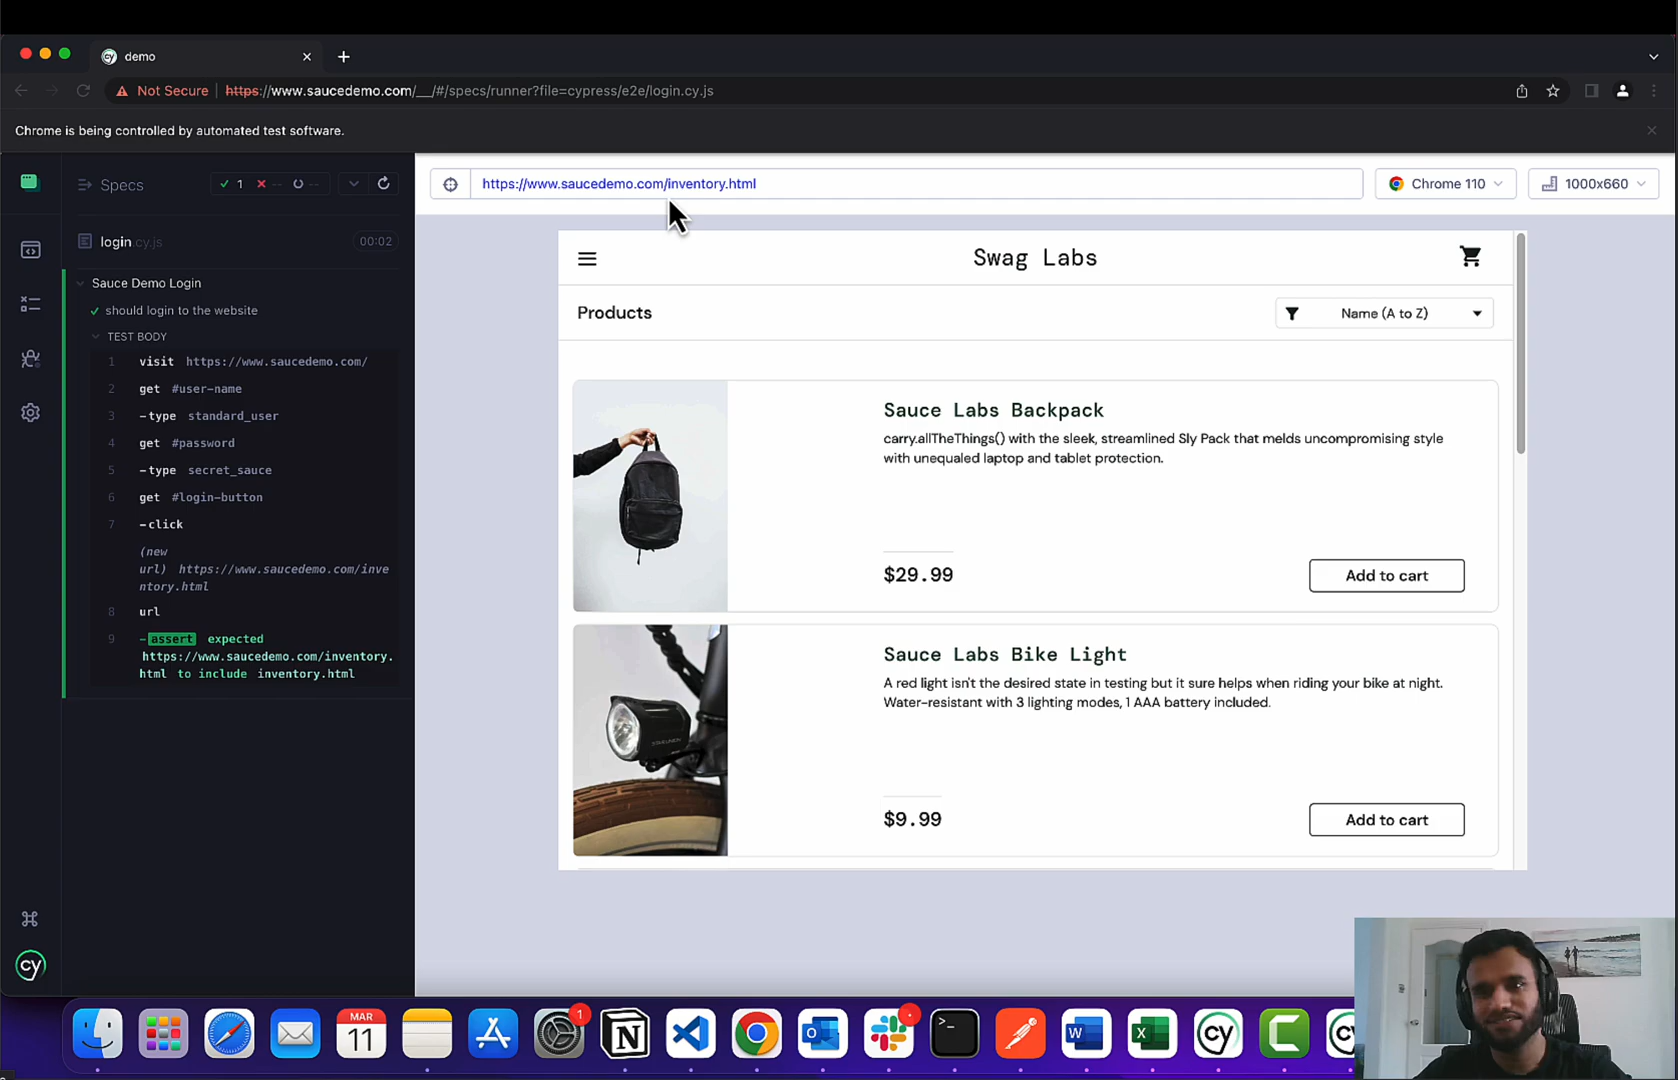 demo
Not Secure https://www.saucedemo.com/__/#/specs/runner?file=cypress/e2e/login.cy.js
Chrome is being controlled by automated test software.
Specs
1 -- --
https://www.saucedemo.com/inventory.html
Chrome 110
1000x660
login.cy.js
00:02
Sauce Demo Login
should login to the website
TEST BODY
1 visit https://www.saucedemo.com/
2 get #user-name
3 -type standard_user
4 get #password
5 -type secret_sauce
6 get #login-button
7 -click
(new
url) https://www.saucedemo.com/inve
ntory.html
8 url
9 -assert expected
https://www.saucedemo.com/inventory.
html to include inventory.html
Swag Labs
Products
Name (A to Z)
Sauce Labs Backpack
carry.allTheThings() with the sleek, streamlined Sly Pack that melds uncompromising style
with unequaled laptop and tablet protection.
$29.99
Add to cart
Sauce Labs Bike Light
A red light isn't the desired state in testing but it sure helps when riding your bike at night.
Water-resistant with 3 lighting modes, 1 AAA battery included.
$9.99
Add to cart
cy
MAR
11
1
N
O
>_
W
X
cy
C
cy